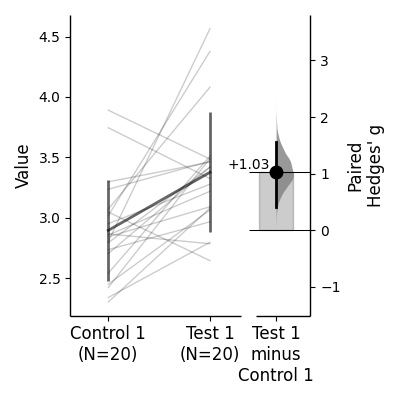 4.5
4.0
3.5
3.0
2.5
Value
Control 1
(N=20)
Test 1
(N=20)
+1.03
3
2
1
0
−1
Paired
Hedges' g
Test 1
minus
Control 1